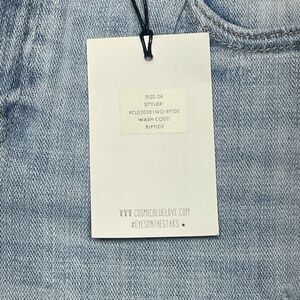 SIZE: 26
STYLE#:
WASH CODE:
RIPTIDE
WWW.COSMICBLUELOVE.COM
#EYESONTHESTARS